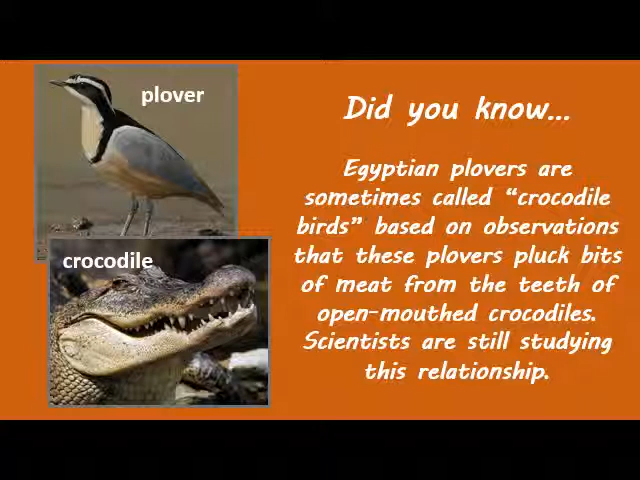 plover
crocodile
Did you know...
Egyptian plovers are
sometimes called “crocodile
birds” based on observations
that these plovers pluck bits
of meat from the teeth of
open-mouthed crocodiles.
Scientists are still studying
this relationship.